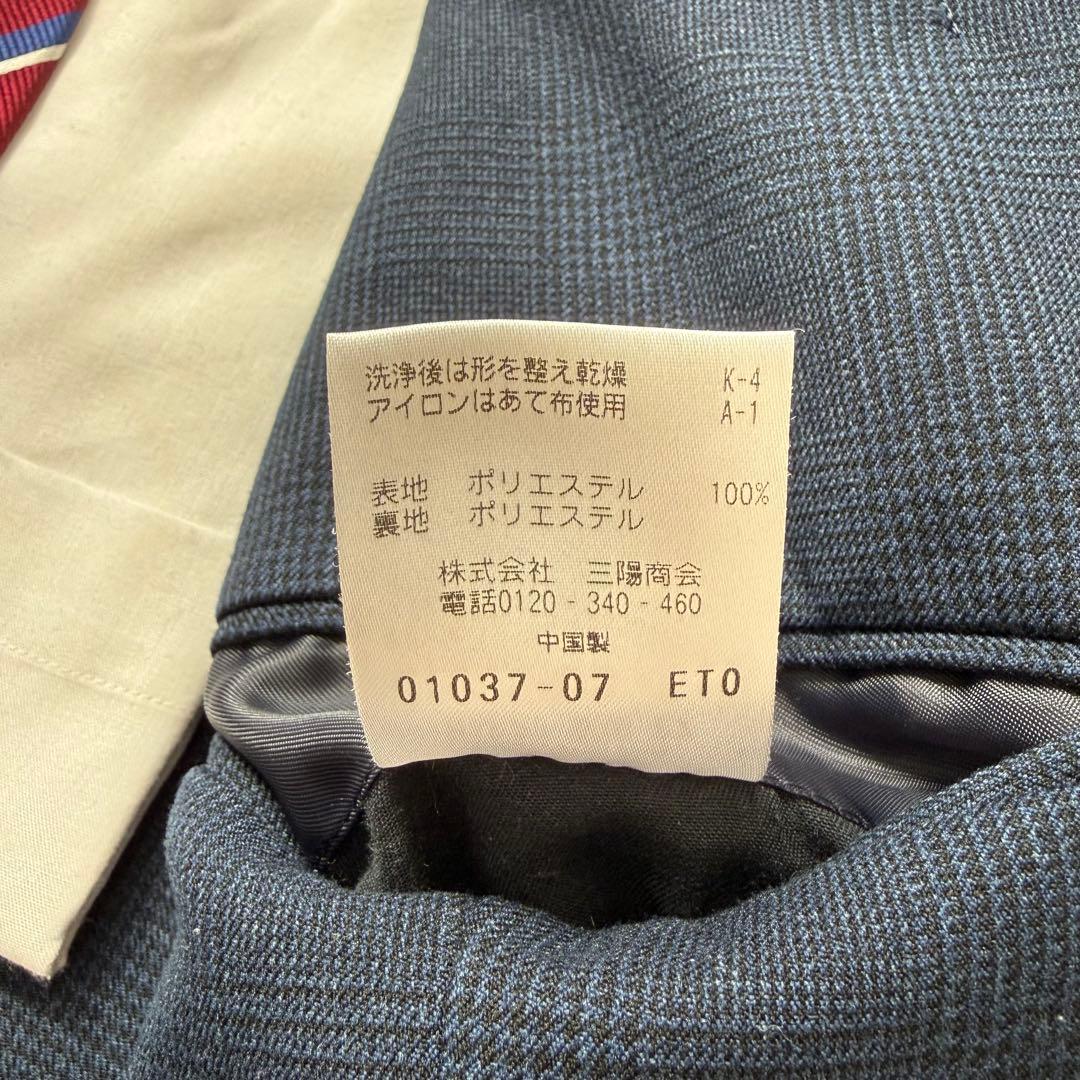 洗浄後は形を整え乾燥 K-4
アイロンはあて布使用 A-1
表地 ポリエステル 100%
裏地 ポリエステル
株式会社 三陽商会
電話0120-340-460
中国製
01037-07 ETO